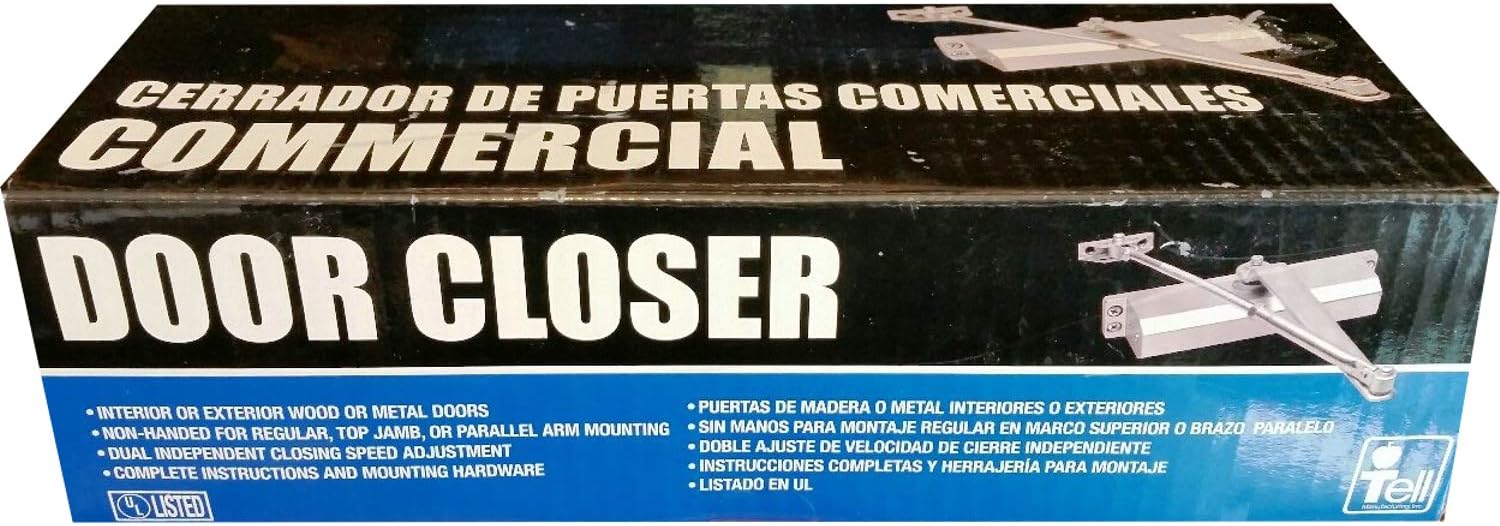 CERRADOR DE PUERTAS COMERCIALES
COMMERCIAL
DOOR CLOSER
• INTERIOR OR EXTERIOR WOOD OR METAL DOORS
• NON-HANDED FOR REGULAR, TOP JAMB, OR PARALLEL ARM MOUNTING
• DUAL INDEPENDENT CLOSING SPEED ADJUSTMENT
• COMPLETE INSTRUCTIONS AND MOUNTING HARDWARE
UL LISTED
• PUERTAS DE MADERA O METAL INTERIORES O EXTERIORES
• SIN MANOS PARA MONTAJE REGULAR EN MARCO SUPERIOR O BRAZO PARALELO
• DOBLE AJUSTE DE VELOCIDAD DE CIERRE INDEPENDIENTE
• INSTRUCCIONES COMPLETAS Y HERRAJERÍA PARA MONTAJE
• LISTADO EN UL
Tell
Manufacturing Inc.